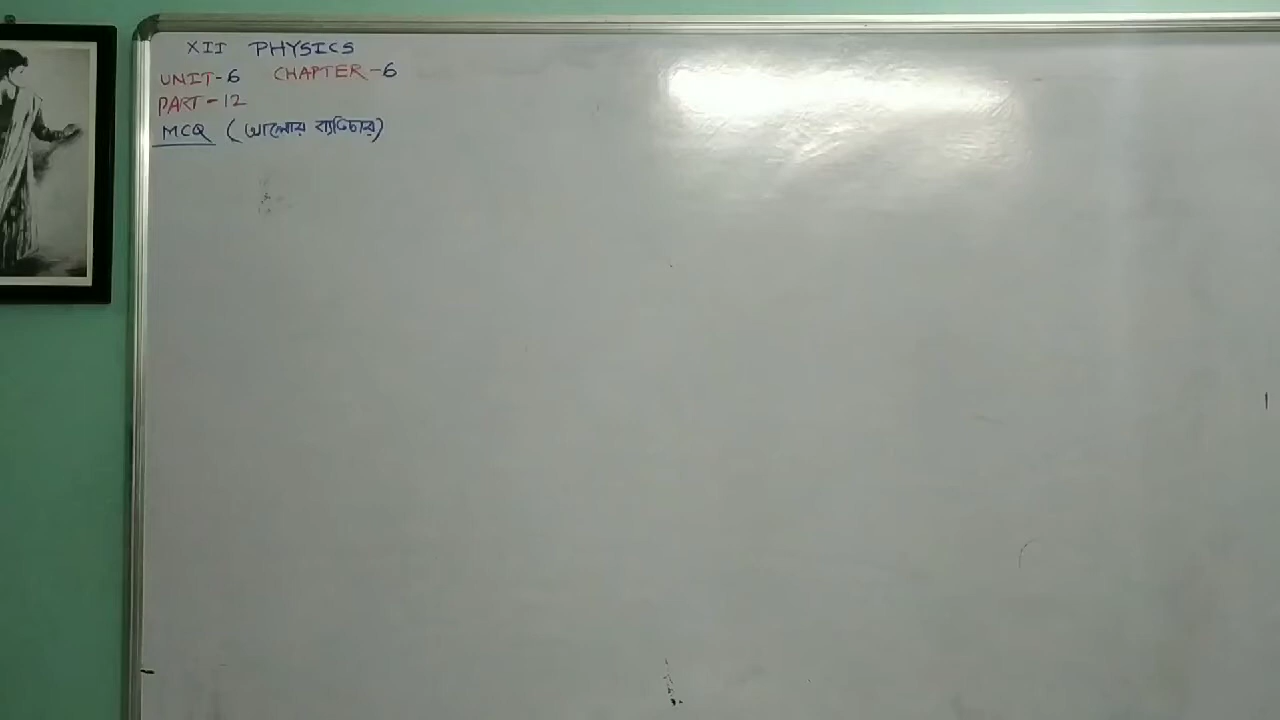 XII PHYSICS
UNIT-6 CHAPTER-6
PART-12
MCQ (আলোর ব্যতিচার)